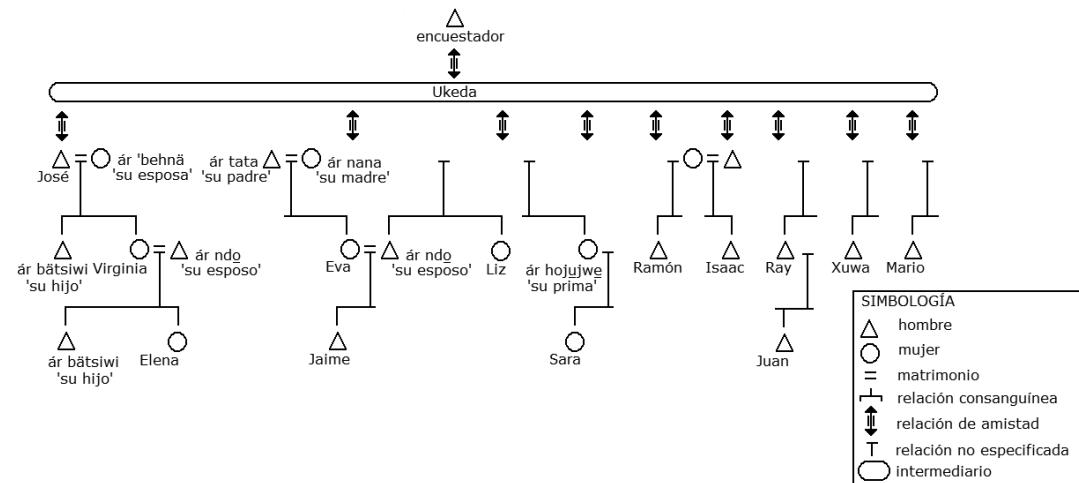 encuestador
Ukeda
José
ár 'behnä
'su esposa'
ár tata
'su padre'
ár nana
'su madre'
ár bätsiwi
'su hijo'
Virginia
ár ndo̲
'su esposo'
Eva
ár ndo̲
'su esposo'
Liz
ár hoju̲jwe̲
'su prima'
Ramón
Isaac
Ray
Xuwa
Mario
ár bätsiwi
'su hijo'
Elena
Jaime
Sara
Juan
SIMBOLOGÍA
hombre
mujer
matrimonio
relación consanguínea
relación de amistad
relación no especificada
intermediario